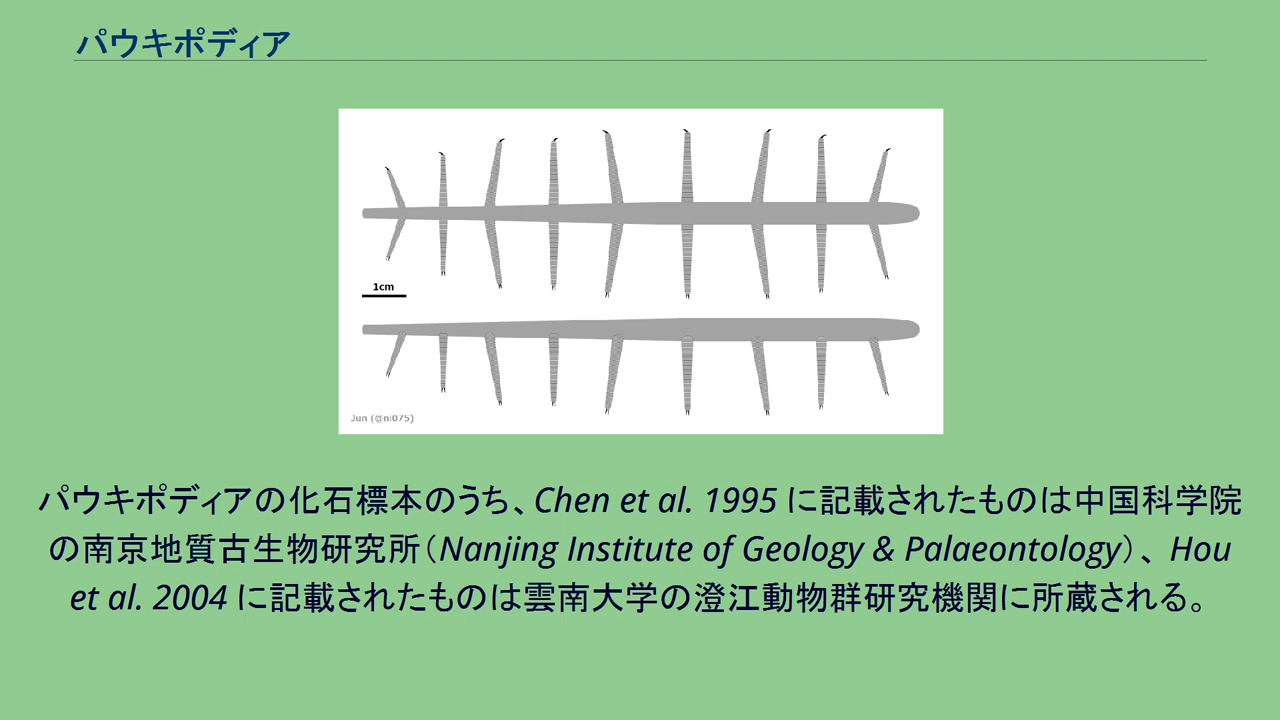 パウキポディア
1cm
Jun (@ni075)
パウキポディアの化石標本のうち、Chen et al. 1995 に記載されたものは中国科学院
の南京地質古生物研究所（Nanjing Institute of Geology & Palaeontology）、Hou
et al. 2004 に記載されたものは雲南大学の澄江動物群研究機関に所蔵される。